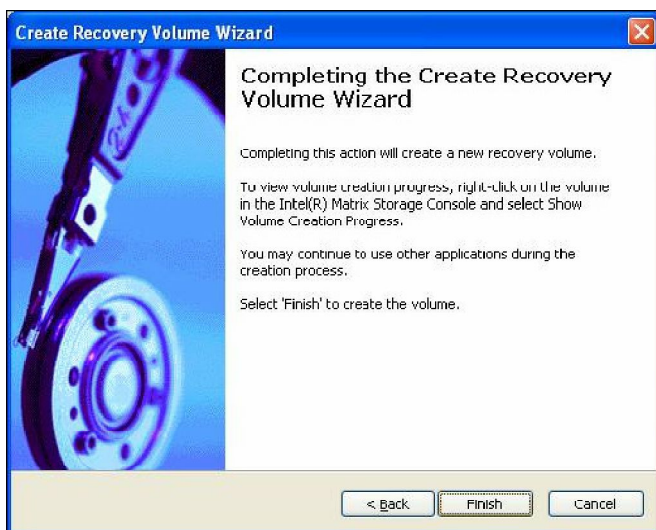 Create Recovery Volume Wizard
Completing the Create Recovery
Volume Wizard
Completing this action will create a new recovery volume.
To view volume creation progress, right-click on the volume
in the Intel(R) Matrix Storage Console and select Show
Volume Creation Progress.
You may continue to use other applications during the
creation process.
Select 'Finish' to create the volume.
< Back
Finish
Cancel